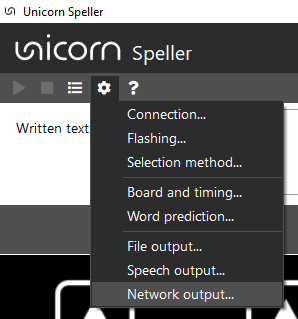 Unicorn Speller
unicorn Speller
?
Written text
Connection...
Flashing...
Selection method...
Board and timing...
Word prediction...
File output...
Speech output...
Network output...